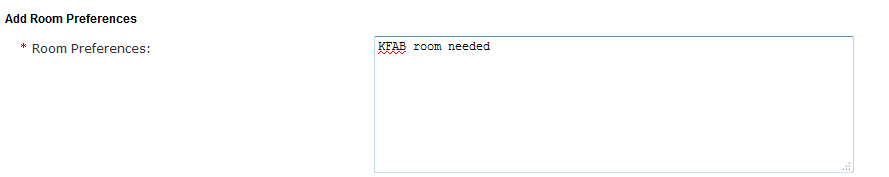 Add Room Preferences
* Room Preferences:
KFAB room needed